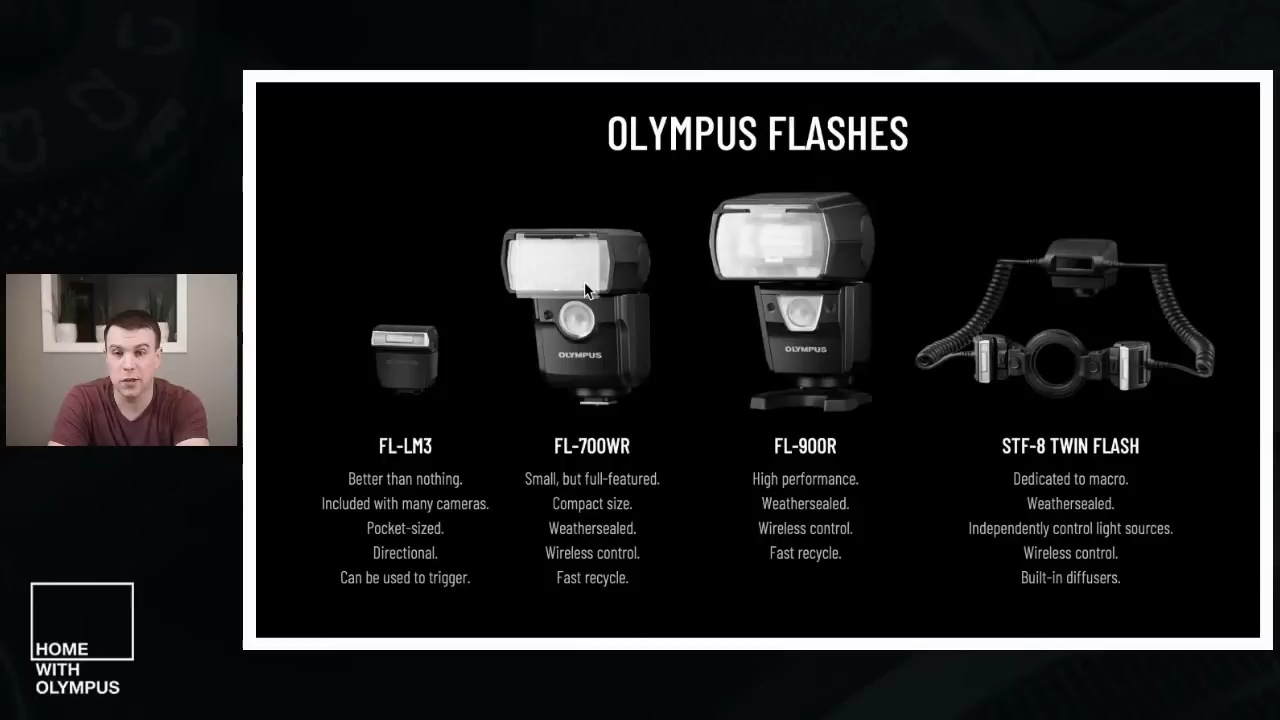 OLYMPUS FLASHES
OLYMPUS
OLYMPUS
FL-LM3
Better than nothing.
Included with many cameras.
Pocket-sized.
Directional.
Can be used to trigger.
FL-700WR
Small, but full-featured.
Compact size.
Weathersealed.
Wireless control.
Fast recycle.
FL-900R
High performance.
Weathersealed.
Wireless control.
Fast recycle.
STF-8 TWIN FLASH
Dedicated to macro.
Weathersealed.
Independently control light sources.
Wireless control.
Built-in diffusers.
HOME
WITH
OLYMPUS